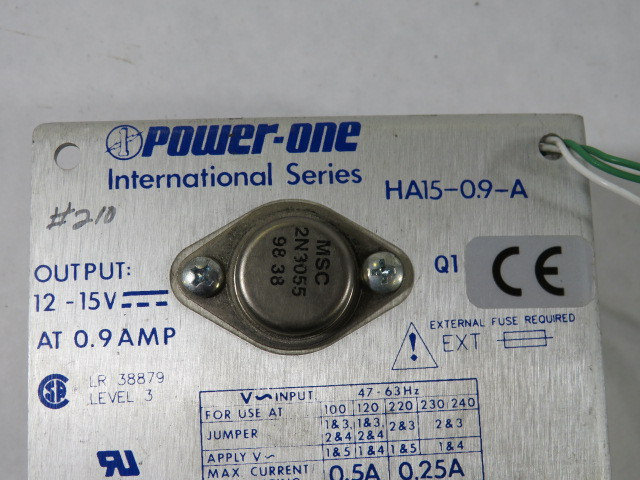 POWER-ONE
International Series
HA15-0.9-A
#210
MSC
2N3055
98 38
OUTPUT:
12 - 15V
AT 0.9 AMP
Q1
CE
EXTERNAL FUSE REQUIRED
EXT
LR 38879
LEVEL 3
V~ INPUT 47 - 63Hz
FOR USE AT 100 120 220 230 240
JUMPER 1&3, 2&4 1&3, 2&4 2&3 2&3
APPLY V~ 1&5 1&4 1&5 1&4
MAX CURRENT 0.5A 0.25A